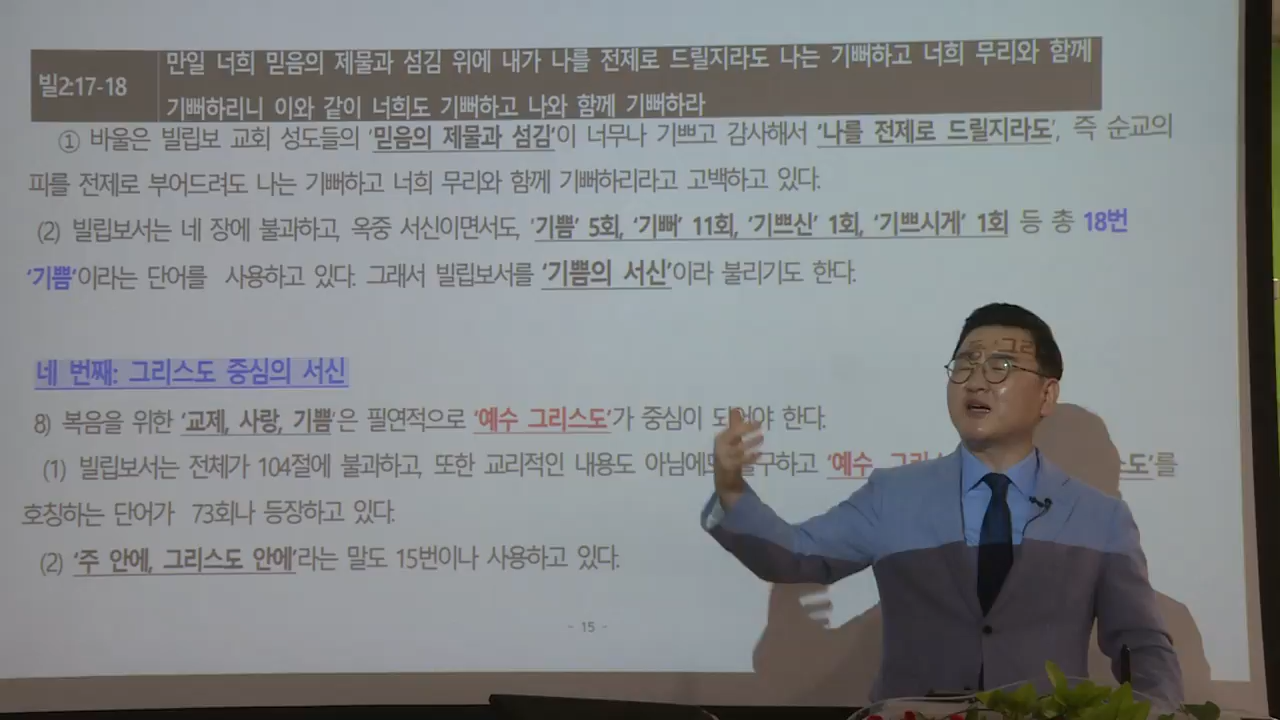 빌2:17-18
만일 너희 믿음의 제물과 섬김 위에 내가 나를 전제로 드릴지라도 나는 기뻐하고 너희 무리와 함께
기뻐하리니 이와 같이 너희도 기뻐하고 나와 함께 기뻐하라
① 바울은 빌립보 교회 성도들의 '믿음의 제물과 섬김'이 너무나 기쁘고 감사해서 '나를 전제로 드릴지라도', 즉 순교의
피를 전제로 부어드려도 나는 기뻐하고 너희 무리와 함께 기뻐하리라고 고백하고 있다.
(2) 빌립보서는 네 장에 불과하고, 옥중 서신이면서도, '기쁨' 5회, '기뻐' 11회, '기쁘신' 1회, '기쁘시게' 1회 등 총 18번
'기쁨'이라는 단어를 사용하고 있다. 그래서 빌립보서를 '기쁨의 서신'이라 불리기도 한다.
네 번째: 그리스도 중심의 서신
8) 복음을 위한 '교제, 사랑, 기쁨'은 필연적으로 '예수 그리스도'가 중심이 되어야 한다.
(1) 빌립보서는 전체가 104절에 불과하고, 또한 교리적인 내용도 아님에도 불구하고 '예수 그리 스도'를
호칭하는 단어가 73회나 등장하고 있다.
(2) '주 안에, 그리스도 안에'라는 말도 15번이나 사용하고 있다.
- 15 -